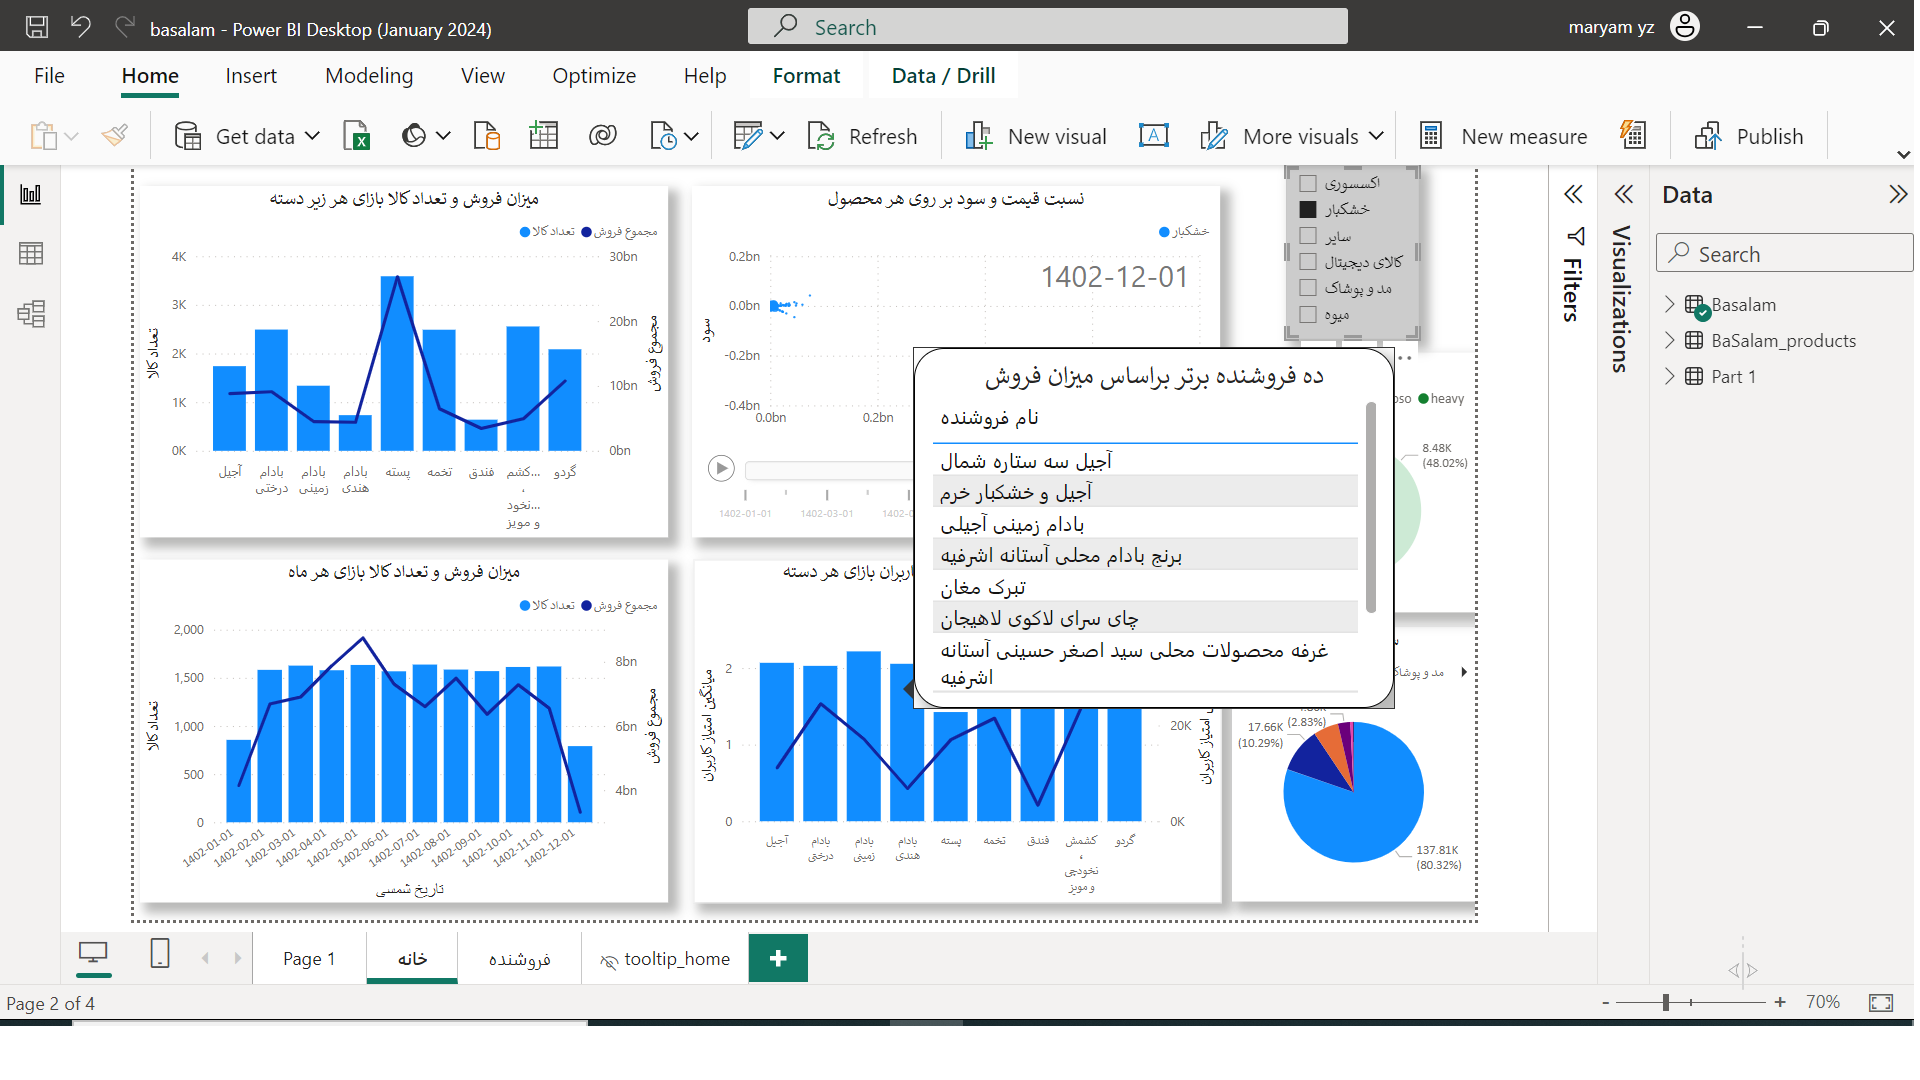 basalam - Power BI Desktop (January 2024)
Search
maryam yz
File
Home
Insert
Modeling
View
Optimize
Help
Format
Data / Drill
Get data
Refresh
New visual
More visuals
New measure
Publish
میزان فروش و تعداد کالا بازای هر زیر دسته
تعداد کالا
مجموع فروش
4K
3K
2K
1K
0K
30bn
20bn
10bn
0bn
تعداد کالا
مجموع فروش
آجیل
بادام
درختی
بادام
زمینی
بادام
هندی
پسته
تخمه
فندق
کشم...
،
نخود...
و مویز
گردو
نسبت قیمت و سود بر روی هر محصول
خشکبار
1402-12-01
0.2bn
0.0bn
-0.2bn
-0.4bn
سود
0.0bn
0.2bn
1402-01-01
1402-03-01
اکسسوری
خشکبار
سایر
کالای دیجیتال
مد و پوشاک
میوه
heavy
8.48K
(48.02%)
ده فروشنده برتر براساس میزان فروش
نام فروشنده
آجیل سه ستاره شمال
آجیل و خشکبار خرم
بادام زمینی آجیلی
برنج بادام محلی آستانه اشرفیه
تبرک مغان
چای سرای لاکوی لاهیجان
غرفه محصولات محلی سید اصغر حسینی آستانه
اشرفیه
میزان فروش و تعداد کالا بازای هر ماه
تعداد کالا
مجموع فروش
2,000
1,500
1,000
500
0
8bn
6bn
4bn
تعداد کالا
مجموع فروش
1402-01-01
1402-02-01
1402-03-01
1402-04-01
1402-05-01
1402-06-01
1402-07-01
1402-08-01
1402-09-01
1402-10-01
1402-11-01
1402-12-01
تاریخ شمسی
بازای هر دسته
میانگین امتیاز کاربران
2
1
0
20K
0K
امتیاز کاربران
آجیل
بادام
درختی
بادام
زمینی
بادام
هندی
پسته
تخمه
فندق
کشمش
،
نخودچی
و مویز
گردو
مد و پوشاک
(2.83%)
17.66K
(10.29%)
137.81K
(80.32%)
Filters
Visualizations
Data
Search
Basalam
BaSalam_products
Part 1
Page 1
خانه
فروشنده
tooltip_home
Page 2 of 4
70%